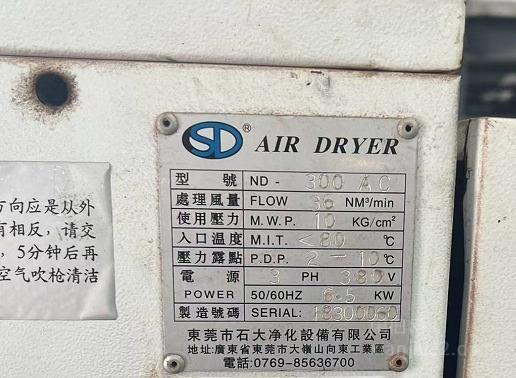 SD® AIR DRYER
型號 ND - 300 AC
處理風量 FLOW 36 NM³/min
使用壓力 M.W.P. 10 KG/cm²
入口温度 M.I.T. <80 ℃
壓力露點 P.D.P. 2-10℃
電源 3 PH 380 V
POWER 50/60HZ 6.5 KW
製造號碼 SERIAL:
東莞市石大净化設備有限公司
地址:廣東省東莞市大嶺山向東工業區
電話:0769-85636700
方向应是从外
有相反，请交
5分钟后再
空气吹枪清洁